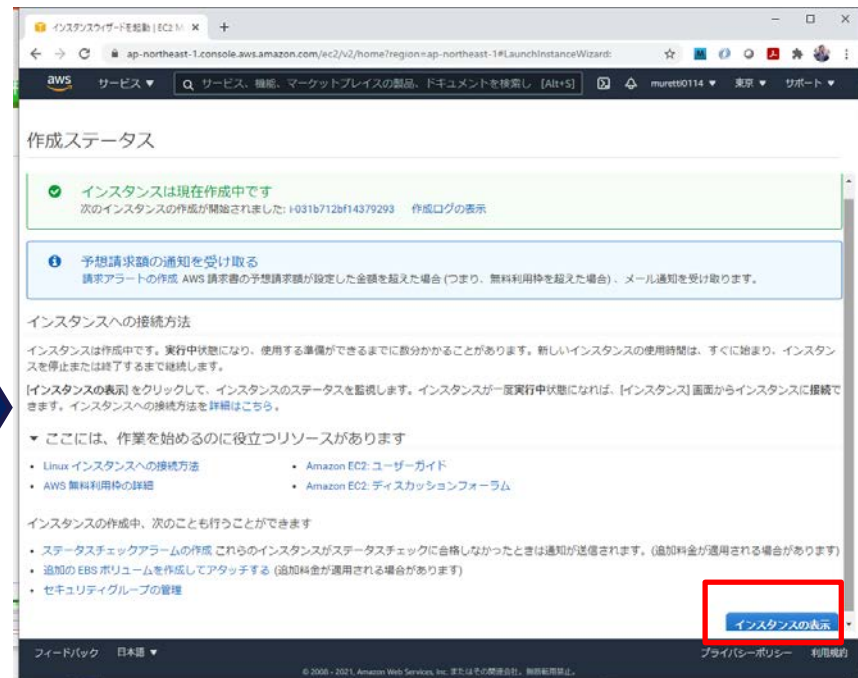 インスタンスウィザードを起動 | EC2 M
ap-northeast-1.console.aws.amazon.com/ec2/v2/home?region=ap-northeast-1#LaunchInstanceWizard:
aws サービス ▼ サービス、機能、マーケットプレイスの製品、ドキュメントを検索し [Alt+S] muretti0114 ▼ 東京 ▼ サポート ▼
作成ステータス
インスタンスは現在作成中です
次のインスタンスの作成が開始されました: i-031b712bf14379293 作成ログの表示
予想請求額の通知を受け取る
請求アラートの作成 AWS 請求書の予想請求額が設定した金額を超えた場合 (つまり、無料利用枠を超えた場合) 、メール通知を受け取ります。
インスタンスへの接続方法
インスタンスは作成中です。実行中状態になり、使用する準備ができるまでに数分かかることがあります。新しいインスタンスの使用時間は、すぐに始まり、インスタン
スを停止または終了するまで継続します。
[インスタンスの表示] をクリックして、インスタンスのステータスを監視します。インスタンスが一度実行中状態になれば、[インスタンス] 画面からインスタンスに接続で
きます。インスタンスへの接続方法を詳細はこちら。
▼ ここには、作業を始めるのに役立つリソースがあります
• Linux インスタンスへの接続方法 • Amazon EC2: ユーザーガイド
• AWS 無料利用枠の詳細 • Amazon EC2: ディスカッションフォーラム
インスタンスの作成中、次のことも行うことができます
• ステータスチェックアラームの作成 これらのインスタンスがステータスチェックに合格しなかったときは通知が送信されます。(追加料金が適用される場合があります)
• 追加の EBS ボリュームを作成してアタッチする (追加料金が適用される場合があります)
• セキュリティグループの管理
インスタンスの表示
フィードバック 日本語 ▼ プライバシーポリシー 利用規約
© 2008 - 2021, Amazon Web Services, Inc. またはその関連会社。無断転用禁止。